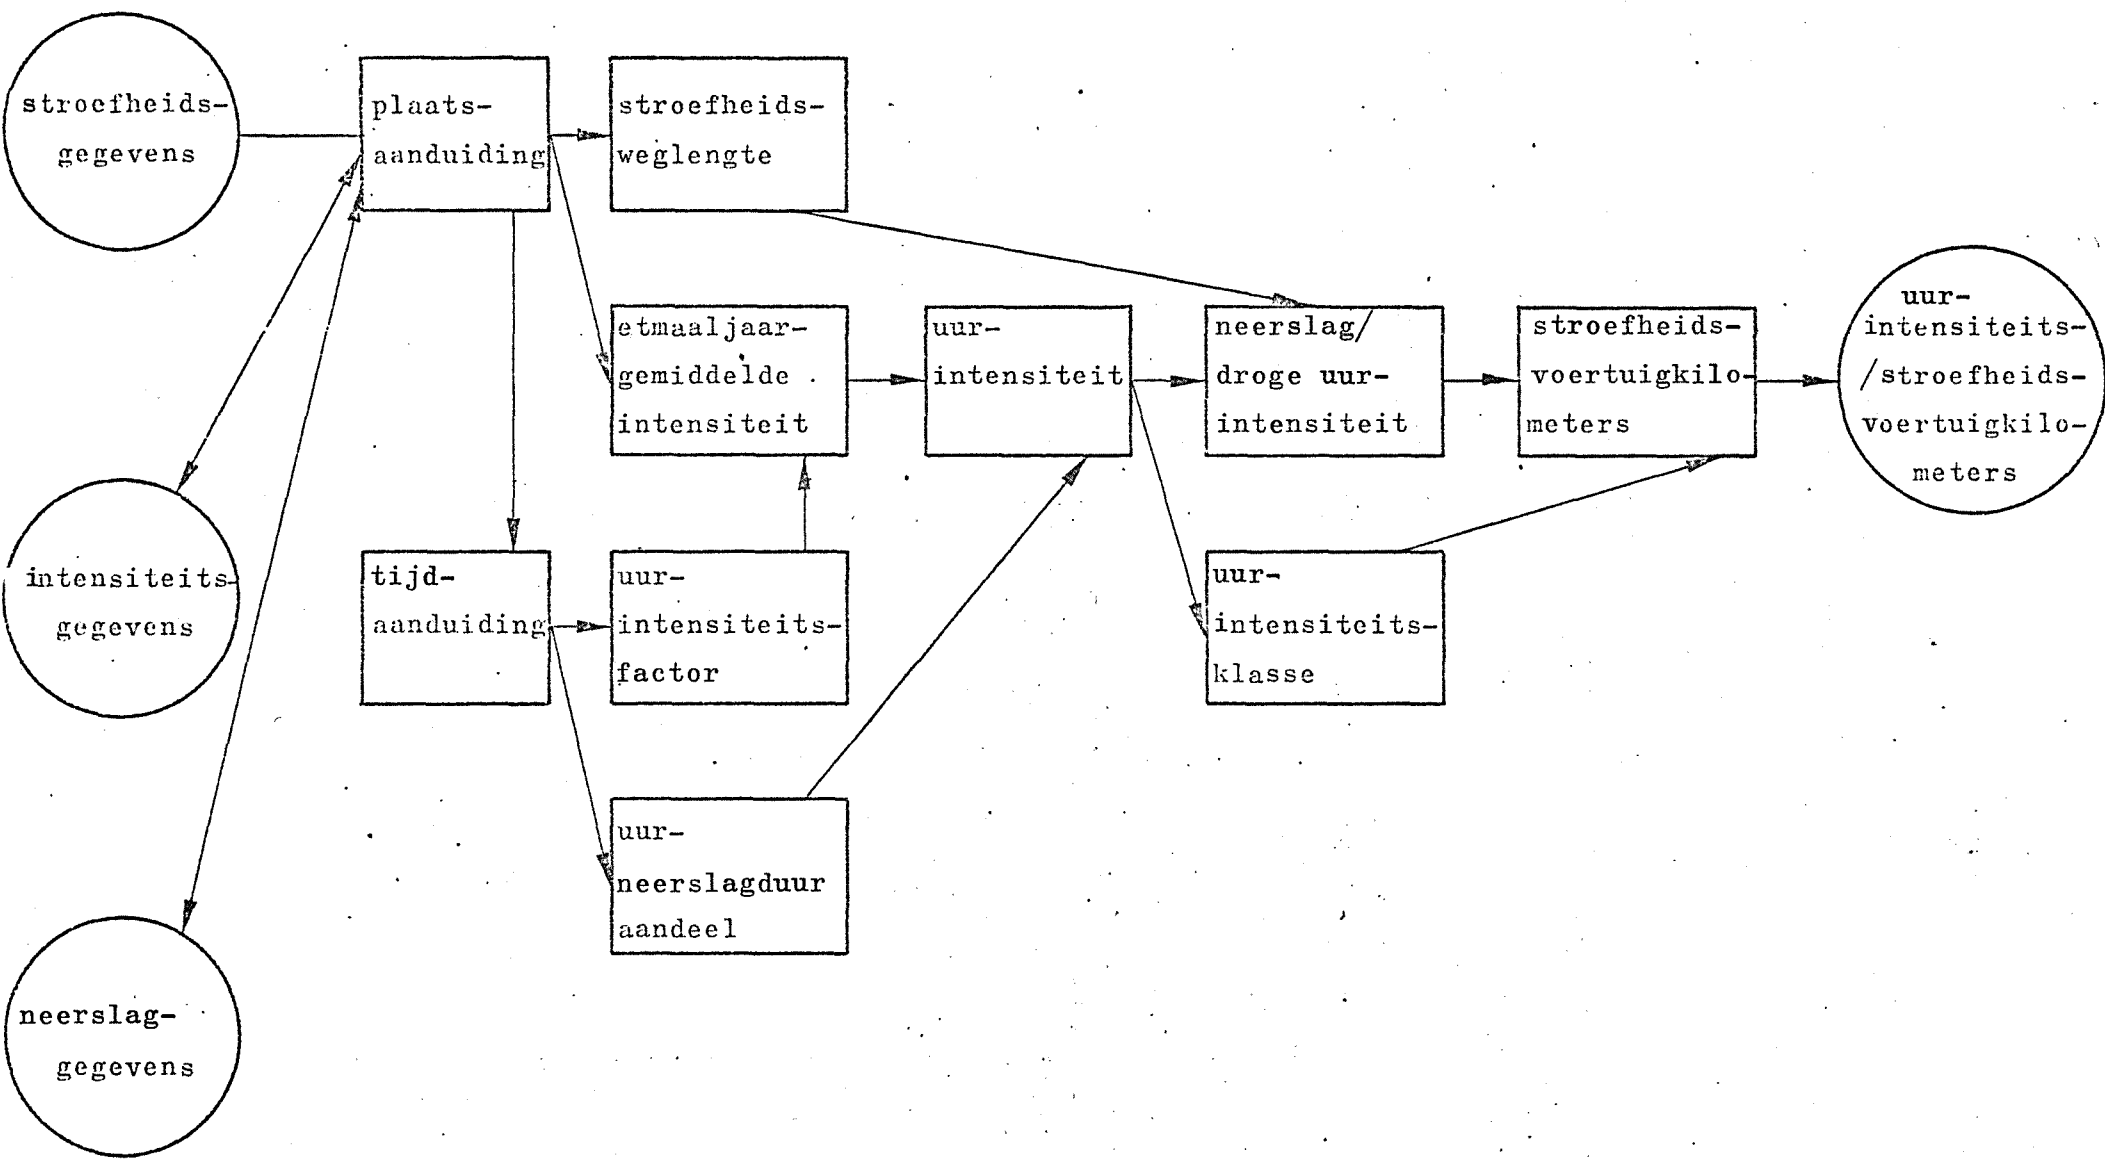 stroefheids-
gegevens
plaats-
aanduiding
stroefheids-
weglengte
etmaaljaar-
gemiddelde
intensiteit
uur-
intensiteit
neerslag/
droge uur-
intensiteit
stroefheids-
voertuigkilo-
meters
uur-
intensiteits-
/stroefheids-
voertuigkilo-
meters
intensiteits-
gegevens
tijd-
aanduiding
uur-
intensiteits-
factor
uur-
intensiteits-
klasse
uur-
neerslagduur
aandeel
neerslag-
gegevens